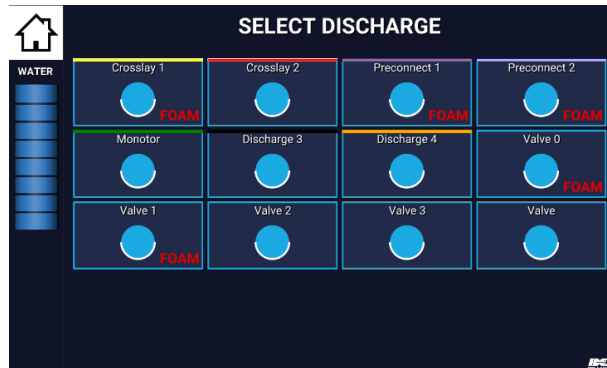 SELECT DISCHARGE
WATER
Crosslay 1
Crosslay 2
Preconnect 1
Preconnect 2
FOAM
FOAM
FOAM
Monotor
Discharge 3
Discharge 4
Valve 0
FOAM
Valve 1
Valve 2
Valve 3
Valve
FOAM